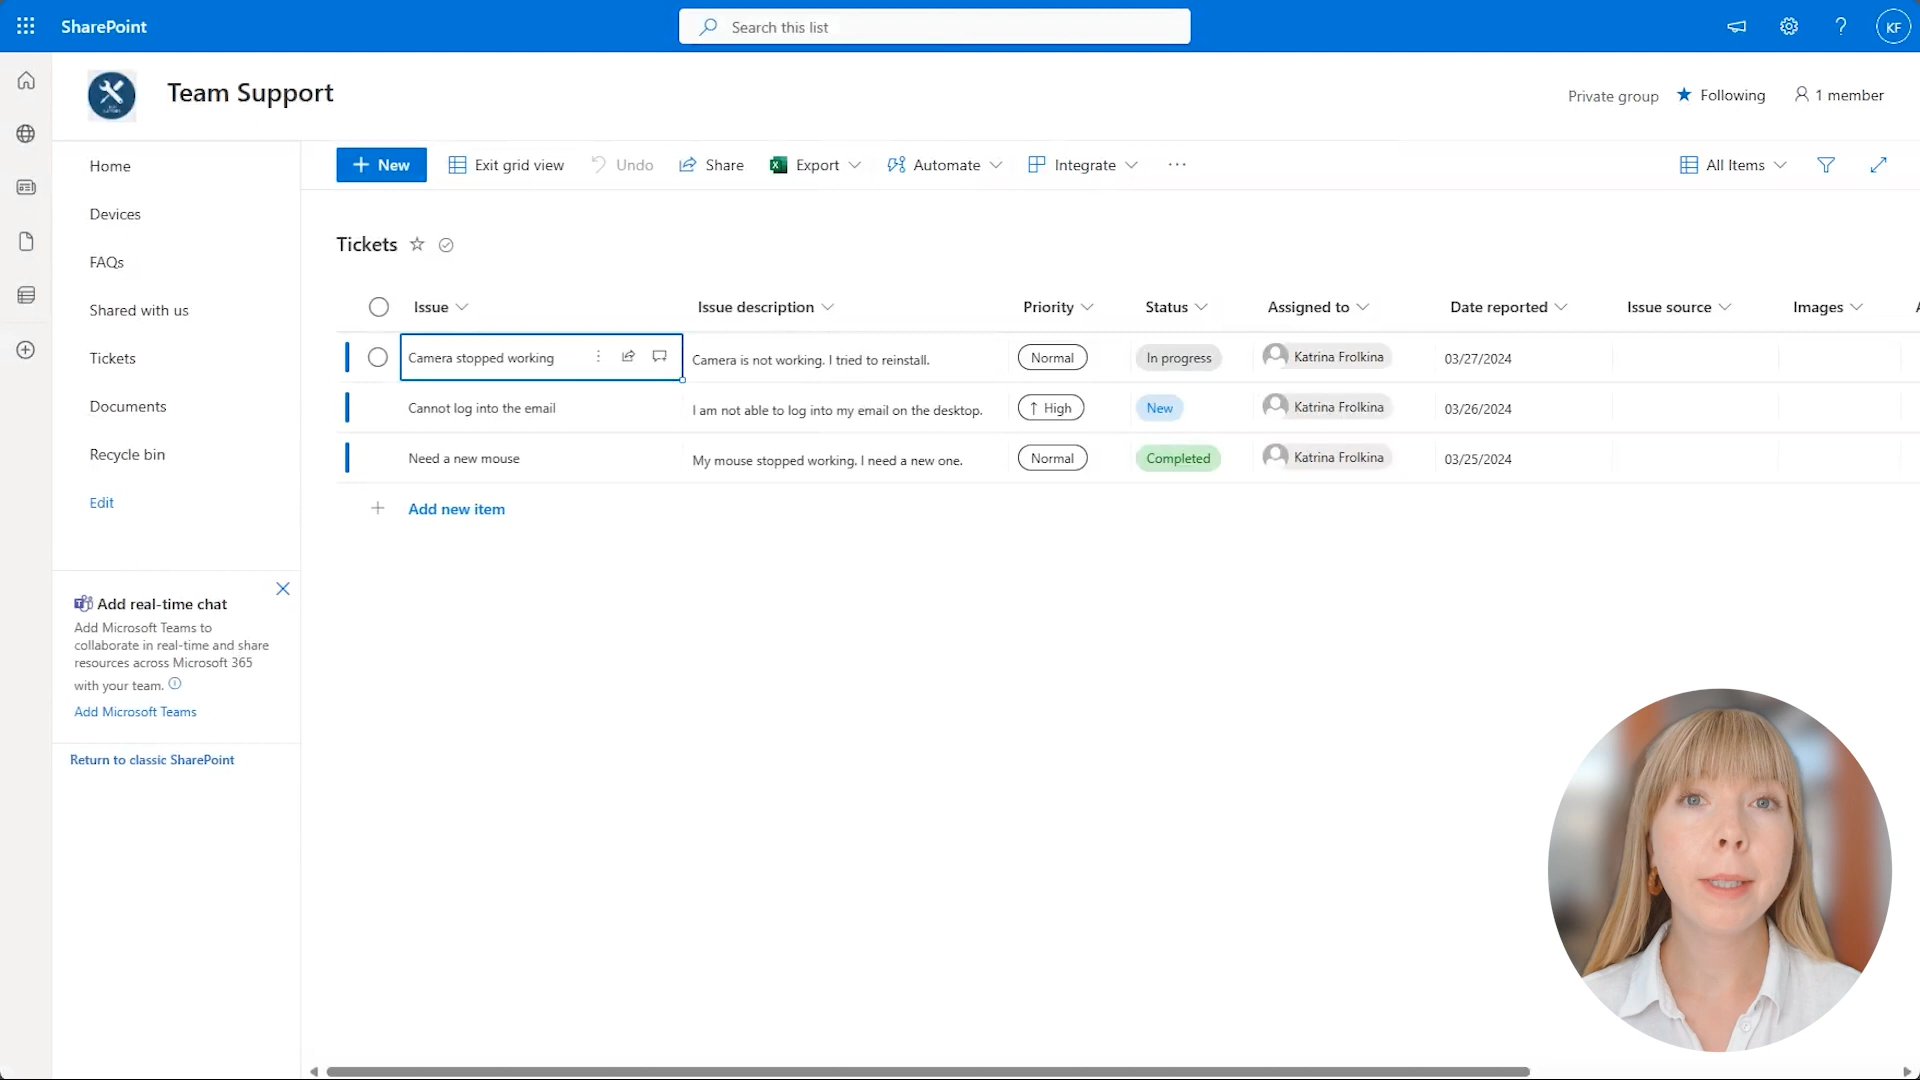 SharePoint
Search this list
KF
Team Support
Private group
Following
1 member
Home
Devices
FAQs
Shared with us
Tickets
Documents
Recycle bin
Edit
New
Exit grid view
Undo
Share
Export
Automate
Integrate
All Items
Tickets
Issue Issue description Priority Status Assigned to Date reported Issue source Images
Camera stopped working Camera is not working. I tried to reinstall. Normal In progress Katrina Frolkina 03/27/2024
Cannot log into the email I am not able to log into my email on the desktop. ↑ High New Katrina Frolkina 03/26/2024
Need a new mouse My mouse stopped working. I need a new one. Normal Completed Katrina Frolkina 03/25/2024
Add new item
Add real-time chat
Add Microsoft Teams to
collaborate in real-time and share
resources across Microsoft 365
with your team.
Add Microsoft Teams
Return to classic SharePoint